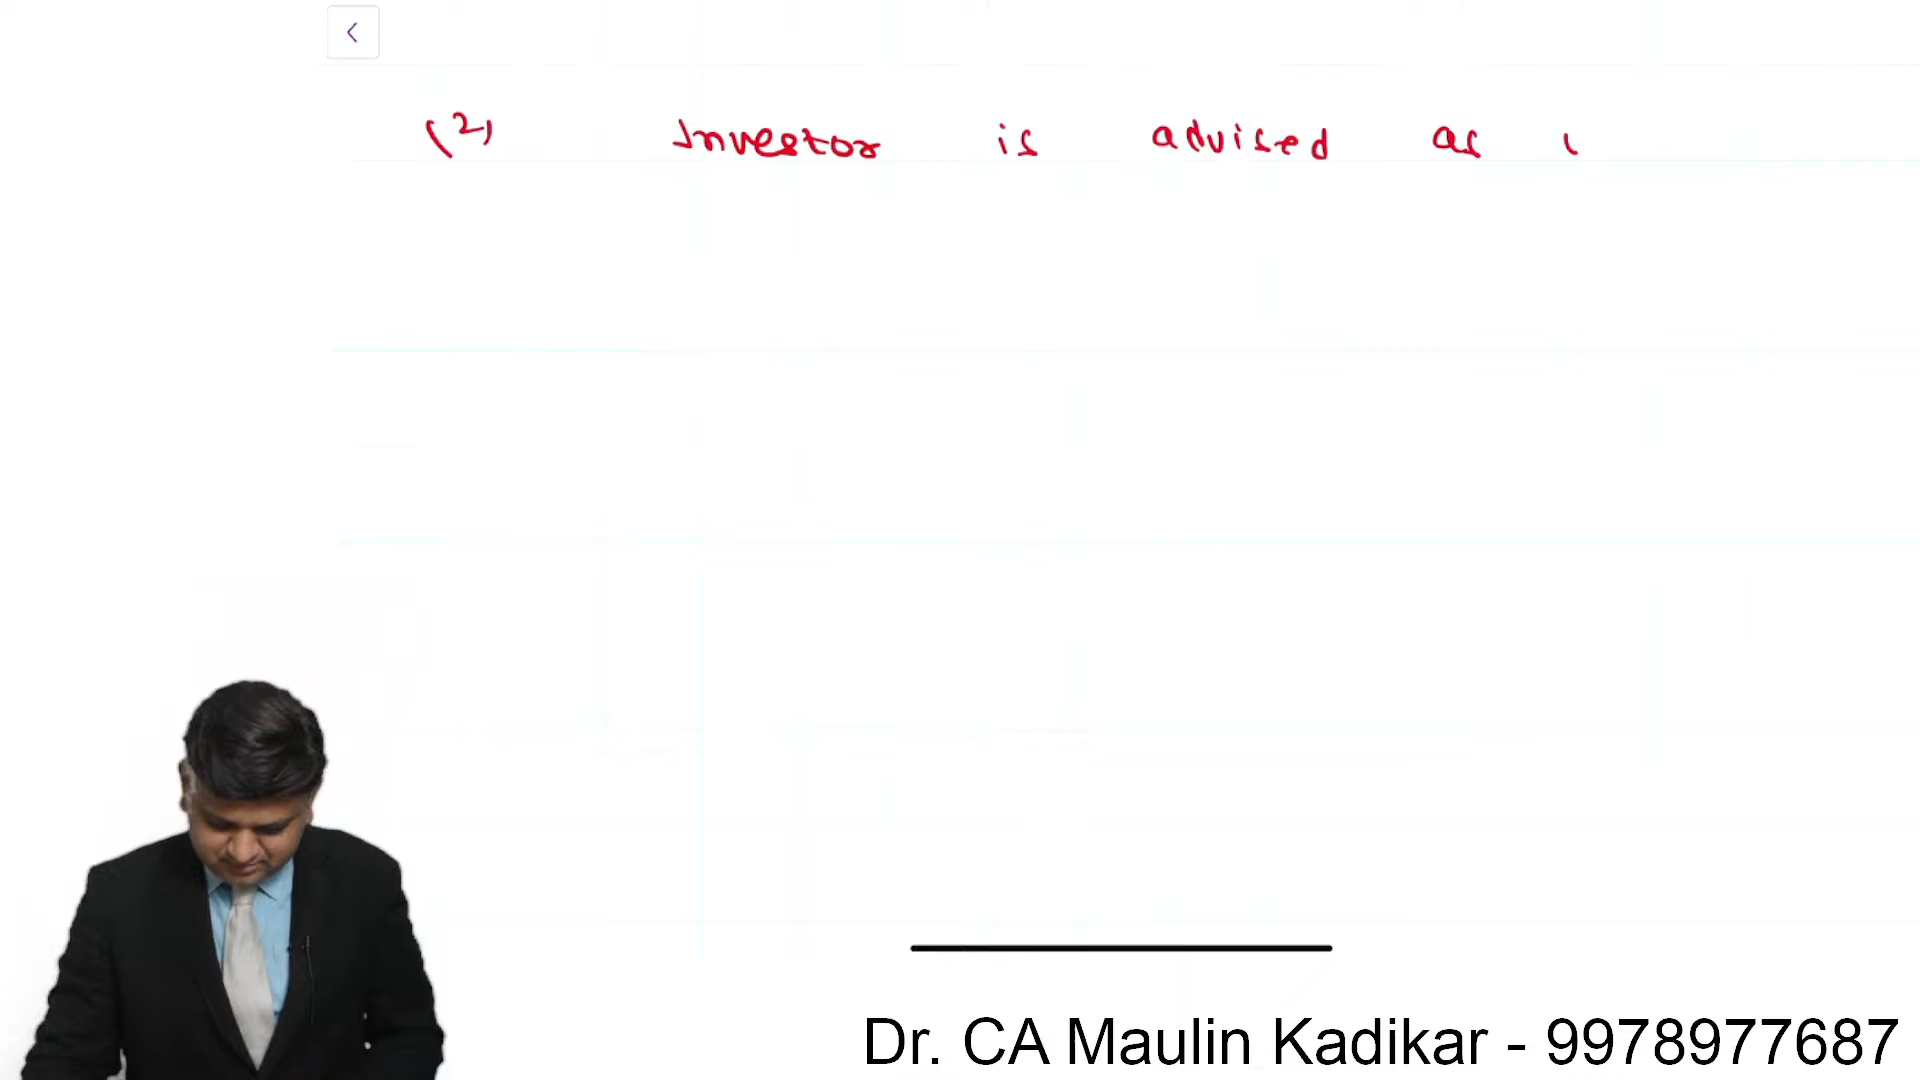 (2) Investor is advised as
Dr. CA Maulin Kadikar - 9978977687